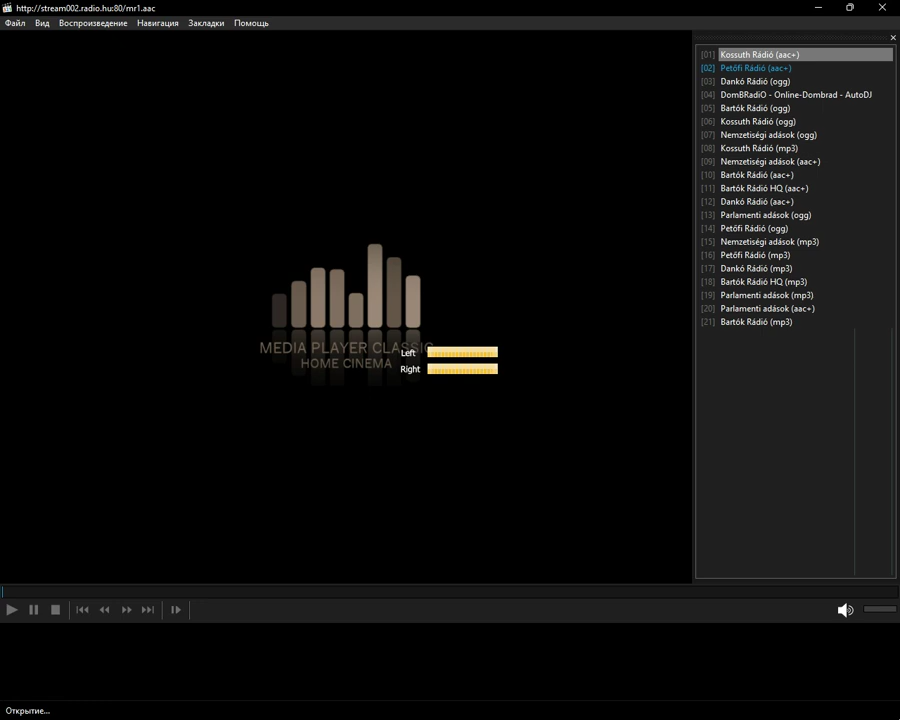 http://stream002.radio.hu:80/mr1.aac
Файл Вид Воспроизведение Навигация Закладки Помощь
[01] Kossuth Rádió (aac+)
[02] Petőfi Rádió (aac+)
[03] Dankó Rádió (ogg)
[04] DomBRadiO - Online-Dombrad - AutoDJ
[05] Bartók Rádió (ogg)
[06] Kossuth Rádió (ogg)
[07] Nemzetiségi adások (ogg)
[08] Kossuth Rádió (mp3)
[09] Nemzetiségi adások (aac+)
[10] Bartók Rádió (aac+)
[11] Bartók Rádió HQ (aac+)
[12] Dankó Rádió (aac+)
[13] Parlamenti adások (ogg)
[14] Petőfi Rádió (ogg)
[15] Nemzetiségi adások (mp3)
[16] Petőfi Rádió (mp3)
[17] Dankó Rádió (mp3)
[18] Bartók Rádió HQ (mp3)
[19] Parlamenti adások (mp3)
[20] Parlamenti adások (aac+)
[21] Bartók Rádió (mp3)
MEDIA PLAYER CLASSIC
HOME CINEMA
Left
Right
Открытие...